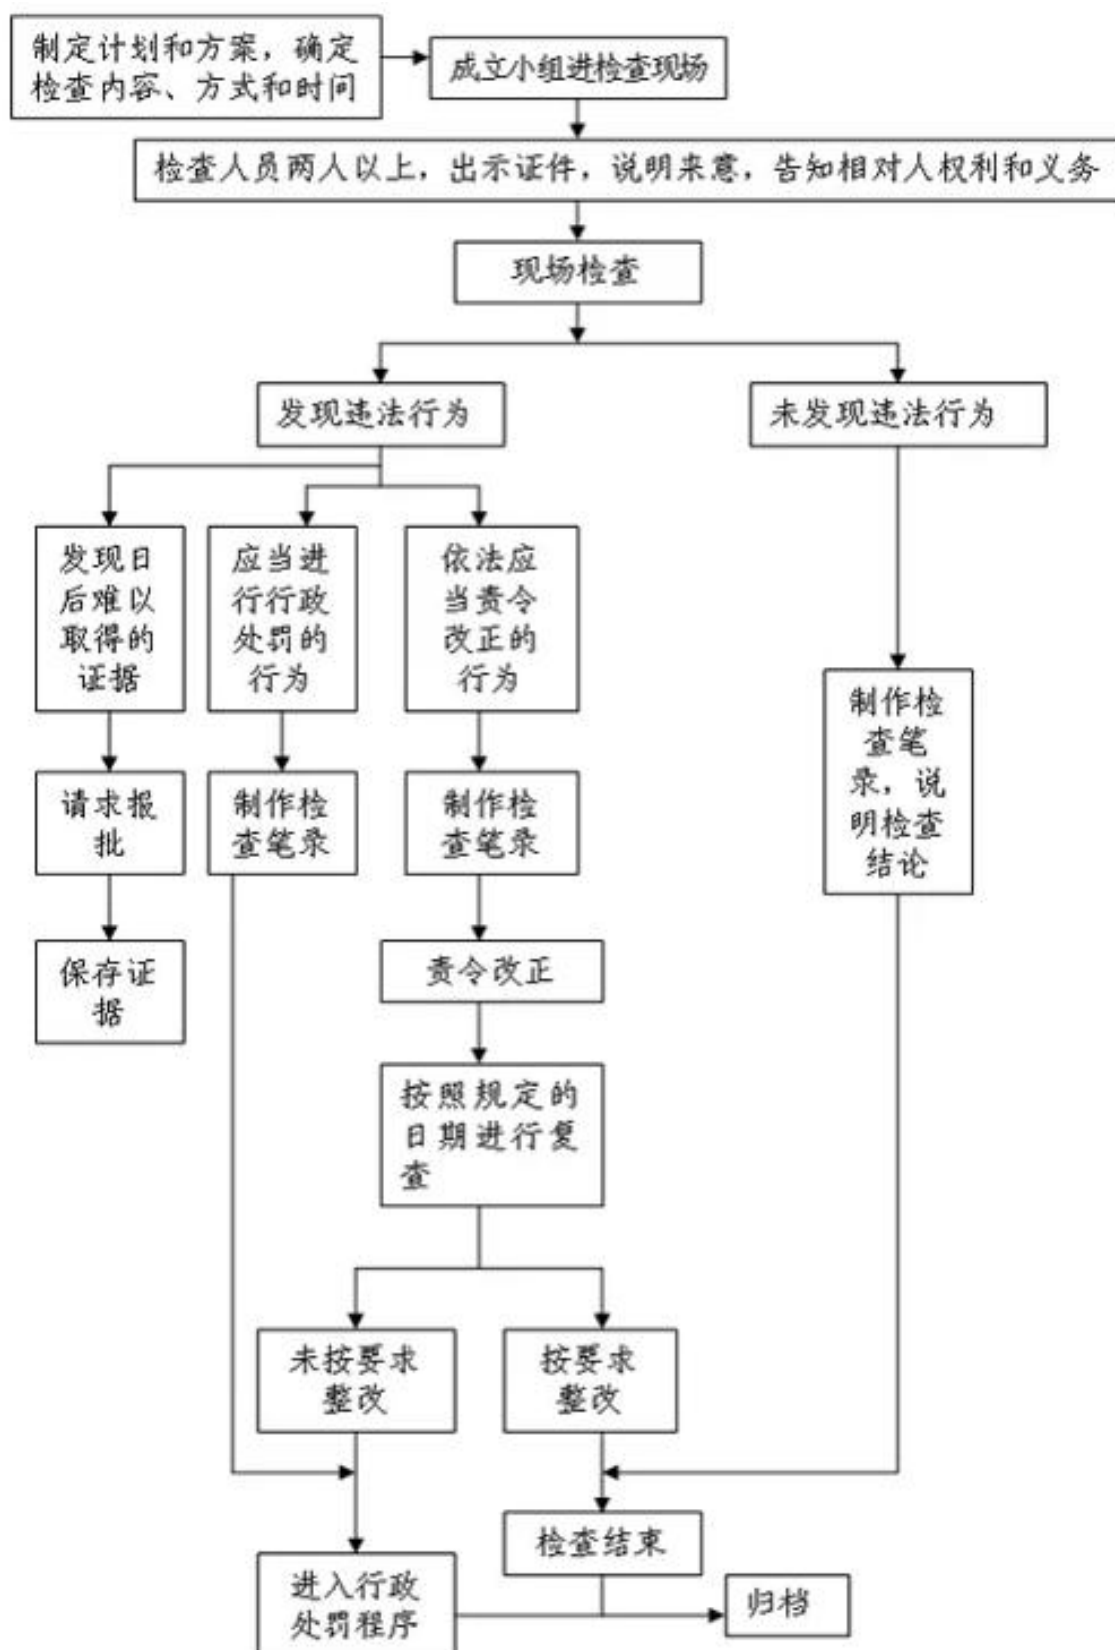 制定计划和方案，确定
检查内容、方式和时间
成文小组进检查现场
检查人员两人以上，出示证件，说明来意，告知相对人权利和义务
现场检查
发现违法行为
未发现违法行为
发现日
后难以
取得的
证据
应当进
行行政
处罚的
行为
依法应
当责令
改正的
行为
制作检
查笔
录，说
明检查
结论
请求报
批
制作检
查笔录
制作检
查笔录
保存证
据
责令改正
按照规定的
日期进行复
查
未按要求
整改
按要求
整改
检查结束
进入行政
处罚程序
归档